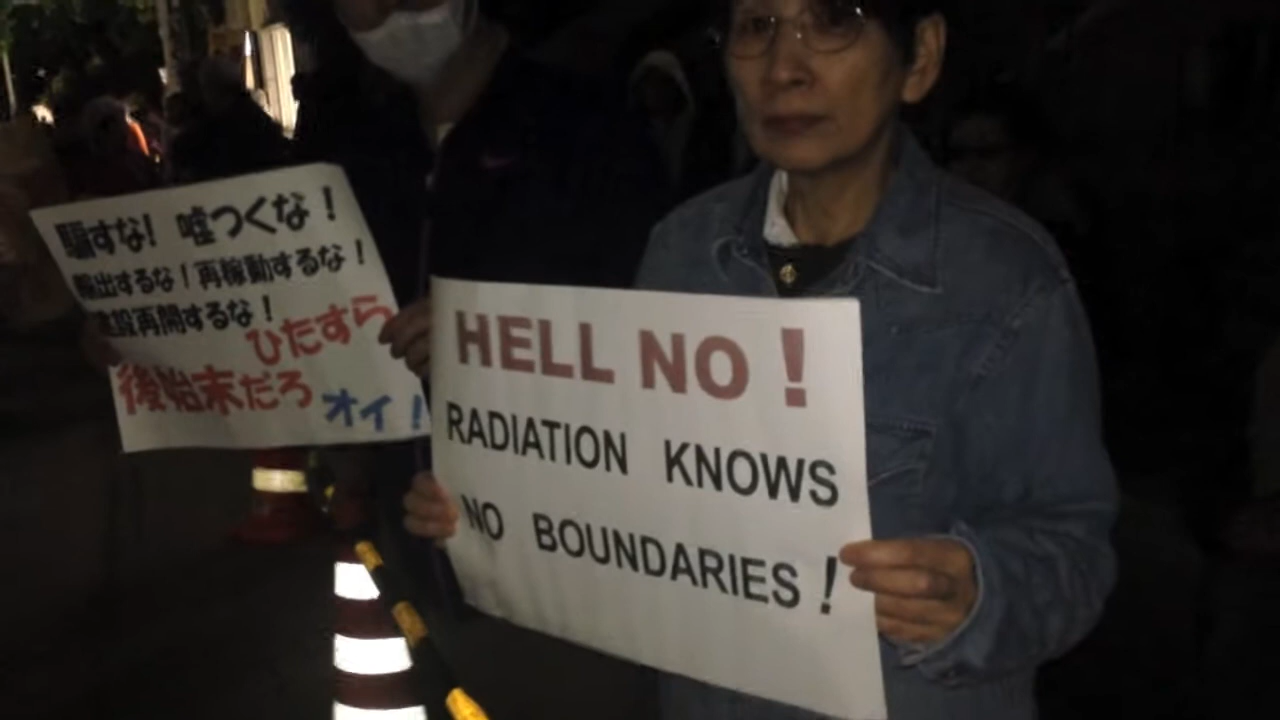 騙すな! 嘘つくな!
輸出するな!再稼動するな!
建設再開するな!
ひたすら
後始末だろ
オイ!
HELL NO!
RADIATION KNOWS
NO BOUNDARIES!